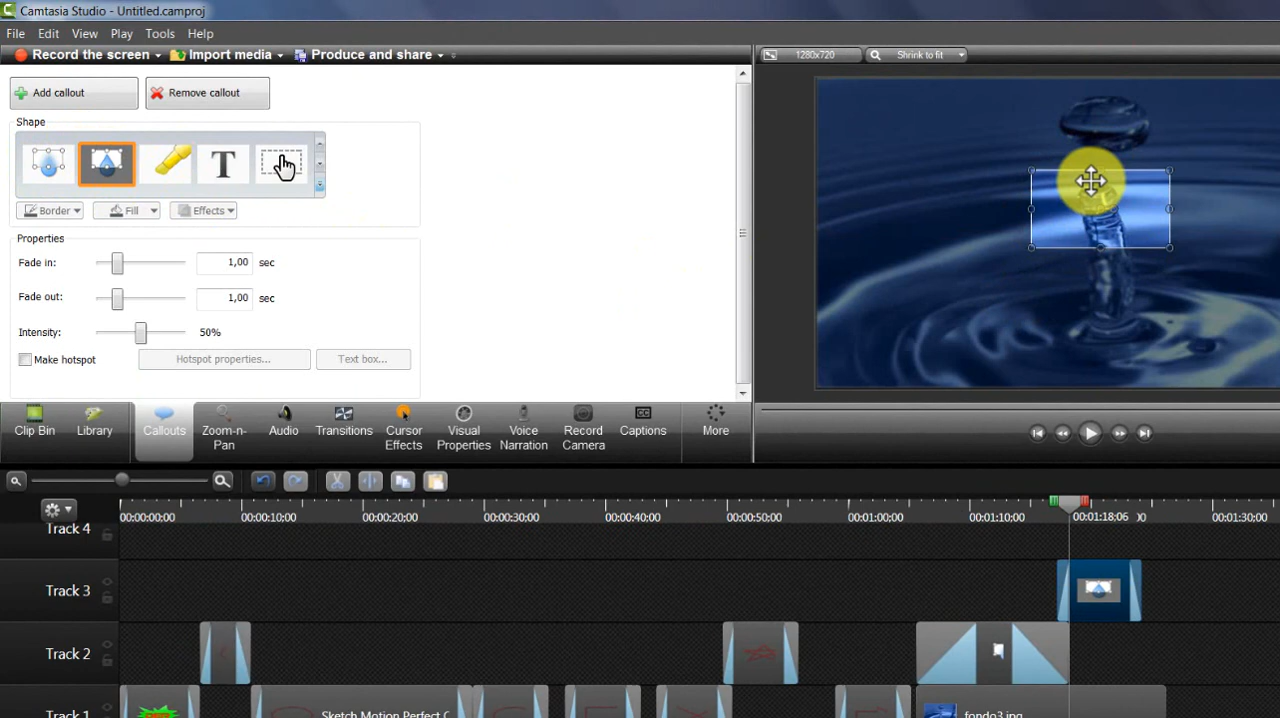 Camtasia Studio - Untitled.camproj
File Edit View Play Tools Help
Record the screen Import media Produce and share
1280x720 Shrink to fit
Add callout Remove callout
Shape
T
Border Fill Effects
Properties
Fade in: 1,00 sec
Fade out: 1,00 sec
Intensity: 50%
Make hotspot Hotspot properties... Text box...
Clip Bin Library Callouts Zoom-n-Pan Audio Transitions Cursor Effects Visual Properties Voice Narration Record Camera CC Captions More
00:00:00;00 00:00:10;00 00:00:20;00 00:00:30;00 00:00:40;00 00:00:50;00 00:01:00;00 00:01:10;00 00:01:18;06 00:01:30;00
Track 4
Track 3
Track 2
Track 1 Sketch Motion Perfect C fondo3.jpg